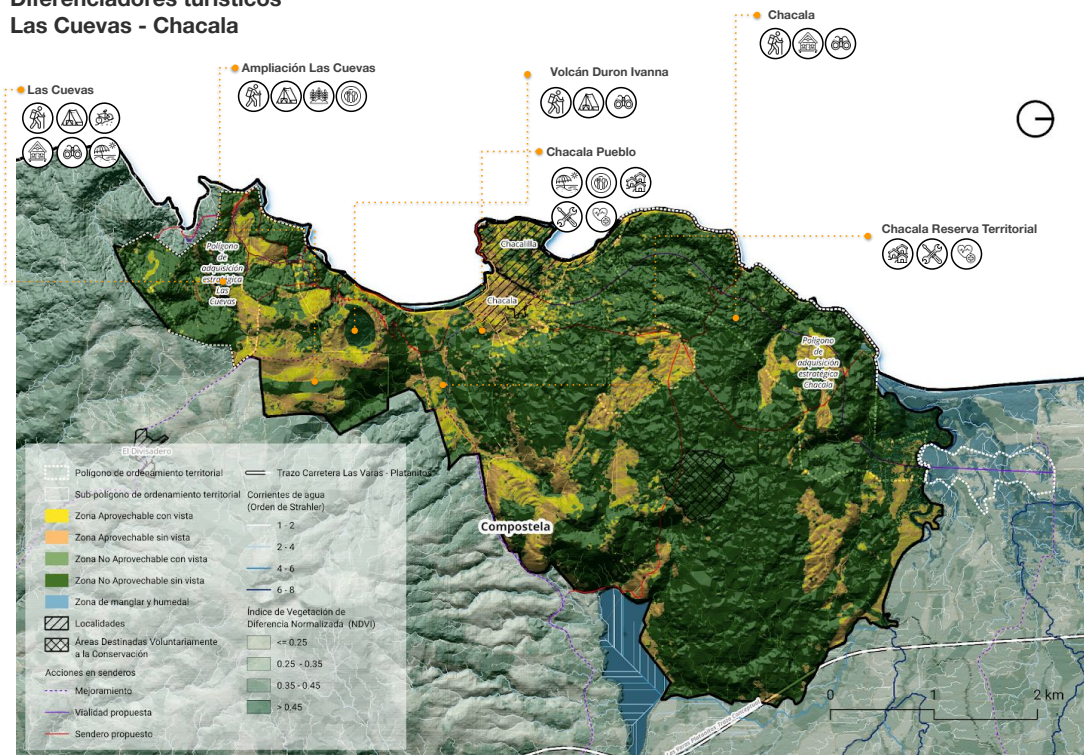 Diferenciadores turísticos
Las Cuevas - Chacala
Las Cuevas
Ampliación Las Cuevas
Volcán Duron Ivanna
Chacala
Chacala Pueblo
Chacala Reserva Territorial
Polígono
de
adquisición
estratégica
Las
Cuevas
Chacalilla
Chacala
Polígono
de
adquisición
estratégica
Chacala
El Divisadero
Compostela
Polígono de ordenamiento territorial
Sub-polígono de ordenamiento territorial
Zona Aprovechable con vista
Zona Aprovechable sin vista
Zona No Aprovechable con vista
Zona No Aprovechable sin vista
Zona de manglar y humedal
Localidades
Áreas Destinadas Voluntariamente
a la Conservación
Acciones en senderos
Mejoramiento
Vialidad propuesta
Sendero propuesto
Trazo Carretera Las Varas - Platanitos
Corrientes de agua
(Orden de Strahler)
1 - 2
2 - 4
4 - 6
6 - 8
Índice de Vegetación de
Diferencia Normalizada (NDVI)
<= 0.25
0.25 - 0.35
0.35 - 0.45
> 0.45
0 1 2 km